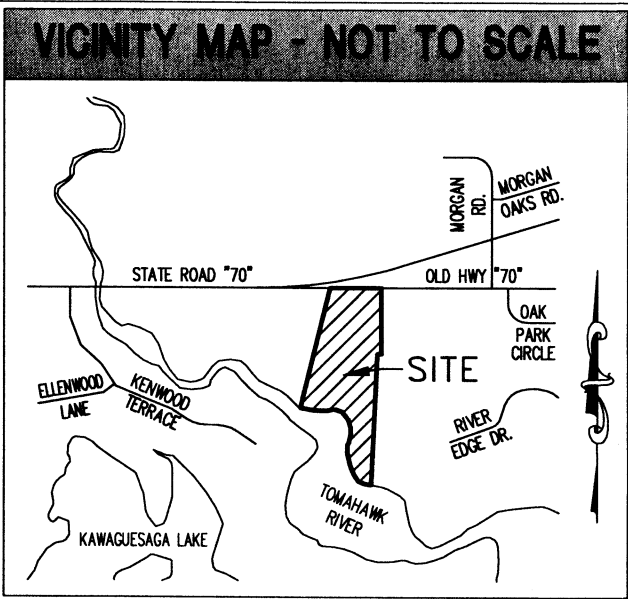 VICINITY MAP - NOT TO SCALE
MORGAN
RD.
MORGAN
OAKS RD.
STATE ROAD "70"
OLD HWY "70"
OAK
PARK
CIRCLE
SITE
ELLENWOOD
LANE
KENWOOD
TERRACE
RIVER
EDGE DR.
TOMAHAWK
RIVER
KAWAGUESAGA LAKE